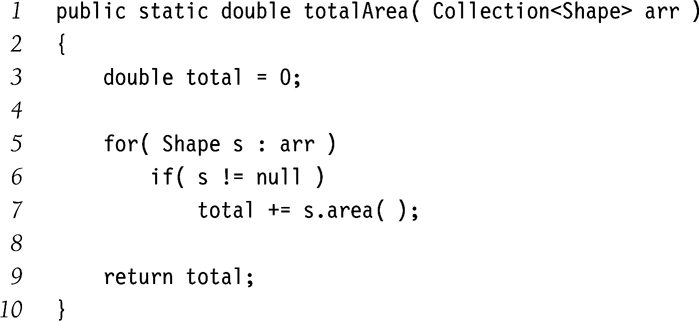 1 public static double totalArea( Collection<Shape> arr )
2 {
3     double total = 0;
4
5     for( Shape s : arr )
6         if( s != null )
7             total += s.area( );
8
9     return total;
10 }